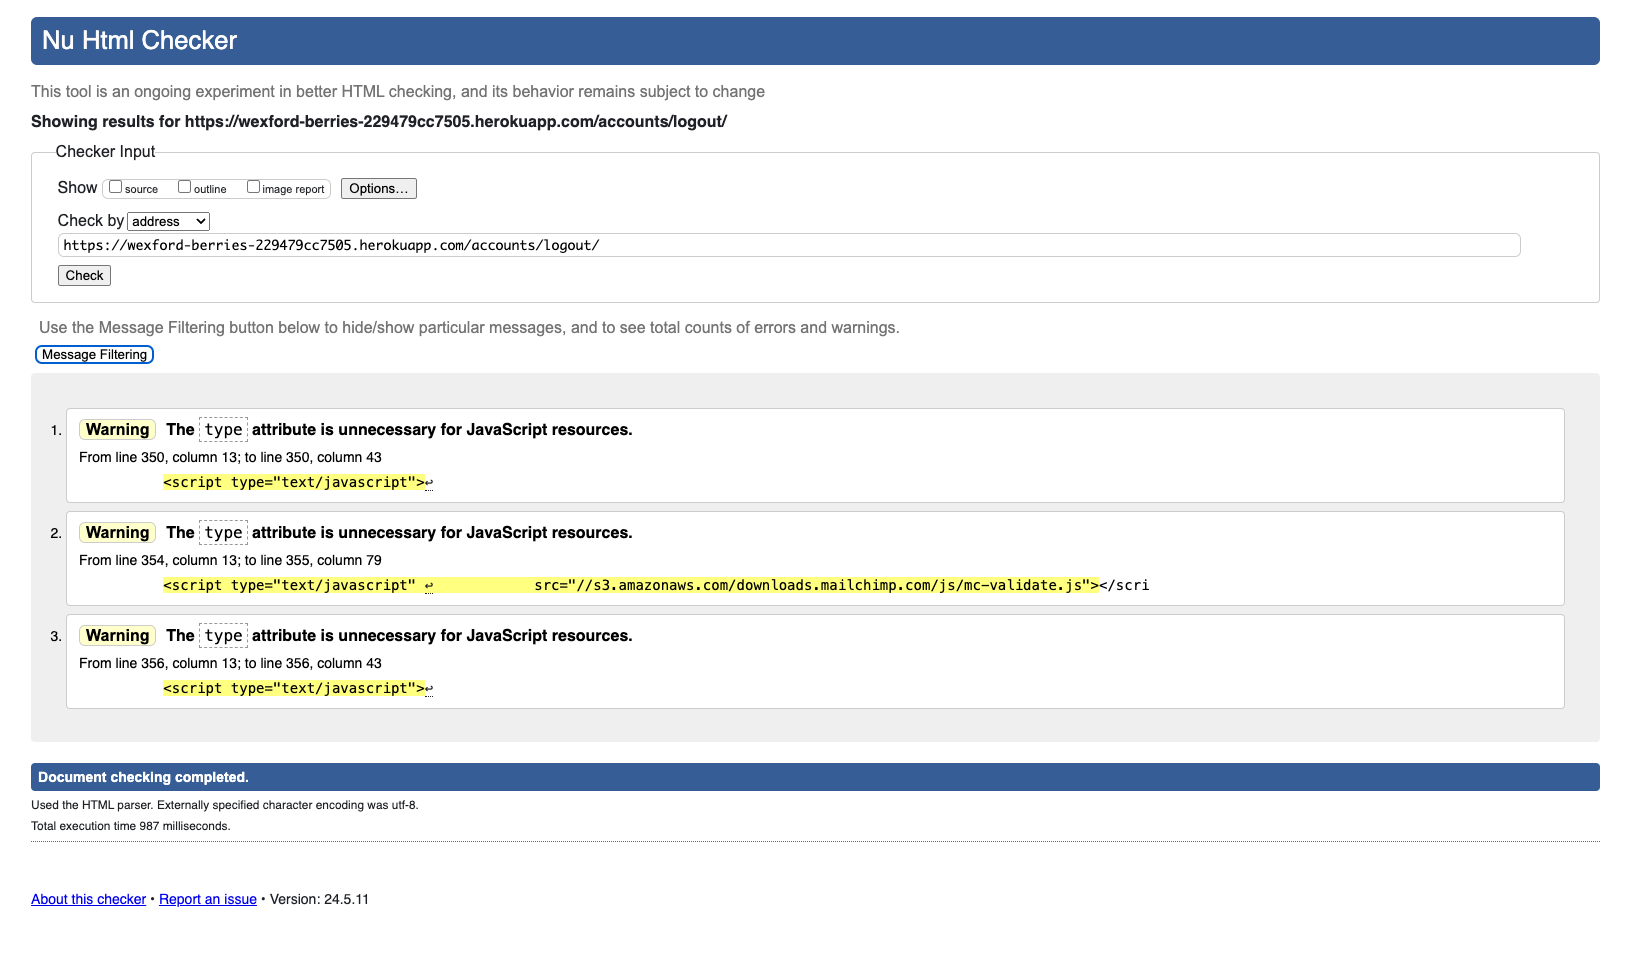 Nu Html Checker
This tool is an ongoing experiment in better HTML checking, and its behavior remains subject to change
Showing results for https://wexford-berries-229479cc7505.herokuapp.com/accounts/logout/
Checker Input
Show source outline image report Options...
Check by address
https://wexford-berries-229479cc7505.herokuapp.com/accounts/logout/
Check
Use the Message Filtering button below to hide/show particular messages, and to see total counts of errors and warnings.
Message Filtering
1. Warning The type attribute is unnecessary for JavaScript resources.
From line 350, column 13; to line 350, column 43
<script type="text/javascript">↩
2. Warning The type attribute is unnecessary for JavaScript resources.
From line 354, column 13; to line 355, column 79
<script type="text/javascript" ↩ src="//s3.amazonaws.com/downloads.mailchimp.com/js/mc-validate.js"></scri
3. Warning The type attribute is unnecessary for JavaScript resources.
From line 356, column 13; to line 356, column 43
<script type="text/javascript">↩
Document checking completed.
Used the HTML parser. Externally specified character encoding was utf-8.
Total execution time 987 milliseconds.
About this checker • Report an issue • Version: 24.5.11